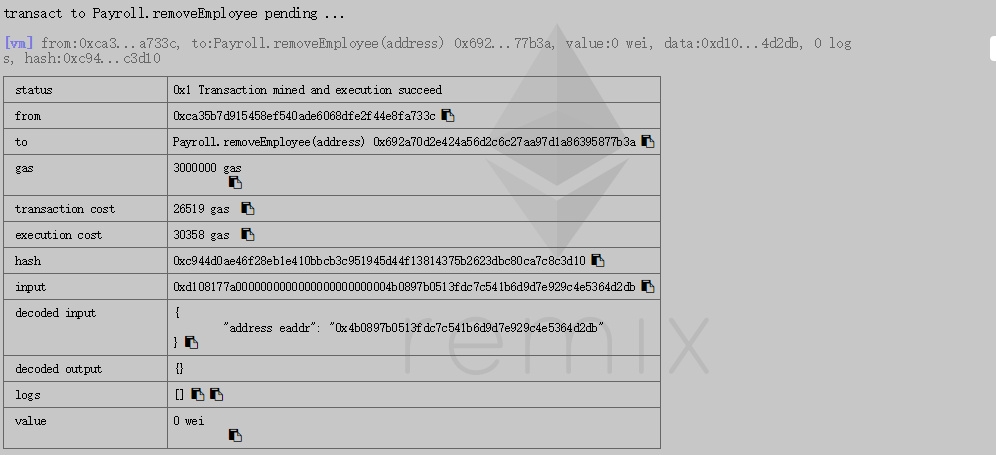 transact to Payroll.removeEmployee pending ...
[vm] from:0xca3...a733c, to:Payroll.removeEmployee(address) 0x692...77b3a, value:0 wei, data:0xd10...4d2db, 0 log
s, hash:0xc94...c3d10
status 0x1 Transaction mined and execution succeed
from 0xca35b7d915458ef540ade6068dfe2f44e8fa733c
to Payroll.removeEmployee(address) 0x692a70d2e424a56d2c6c27aa97d1a86395877b3a
gas 3000000 gas
transaction cost 26519 gas
execution cost 30358 gas
hash 0xc944d0ae46f28eb1e410bbcb3c951945d44f13814375b2623dbc80ca7c8c3d10
input 0xd108177a0000000000000000000000004b0897b0513fdc7c541b6d9d7e929c4e5364d2db
decoded input {
"address eaddr": "0x4b0897b0513fdc7c541b6d9d7e929c4e5364d2db"
}
remix
decoded output {}
logs []
value 0 wei